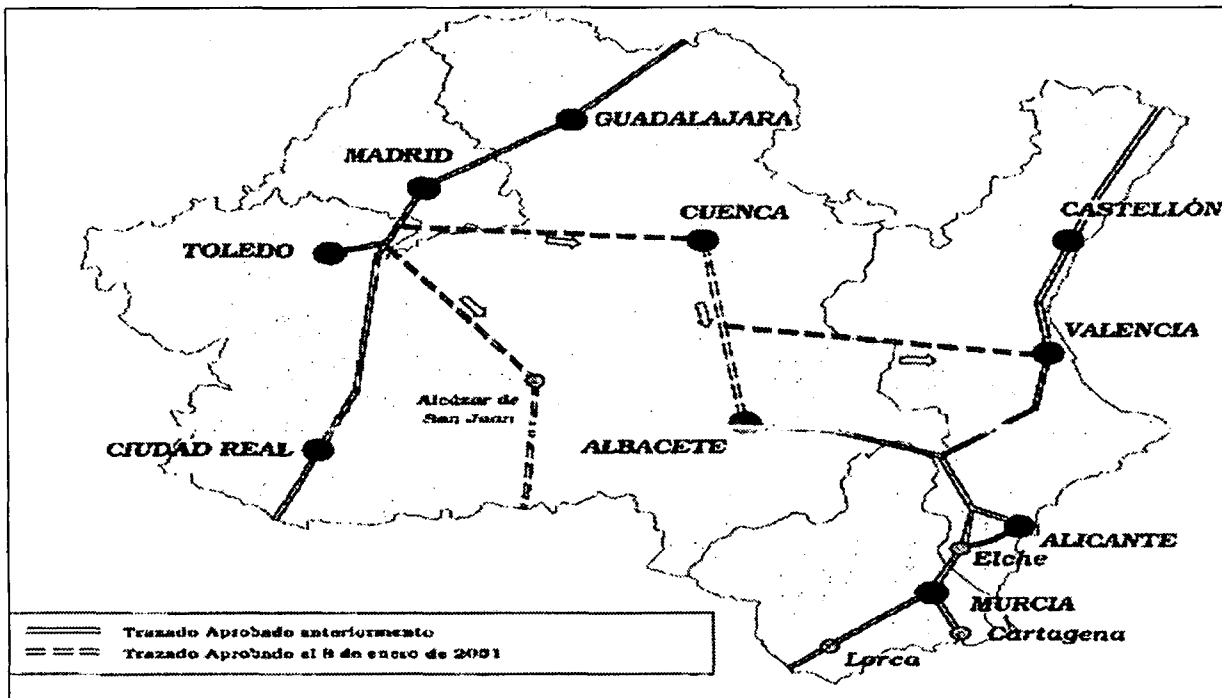 GUADALAJARA
MADRID
CUENCA
CASTELLÓN
TOLEDO
VALENCIA
Alcázar de
San Juan
CIUDAD REAL
ALBACETE
ALICANTE
Elche
MURCIA
Cartagena
Lorca
Trazado Aprobado anteriormento
Trazado Aprobado el 8 de enero de 2001